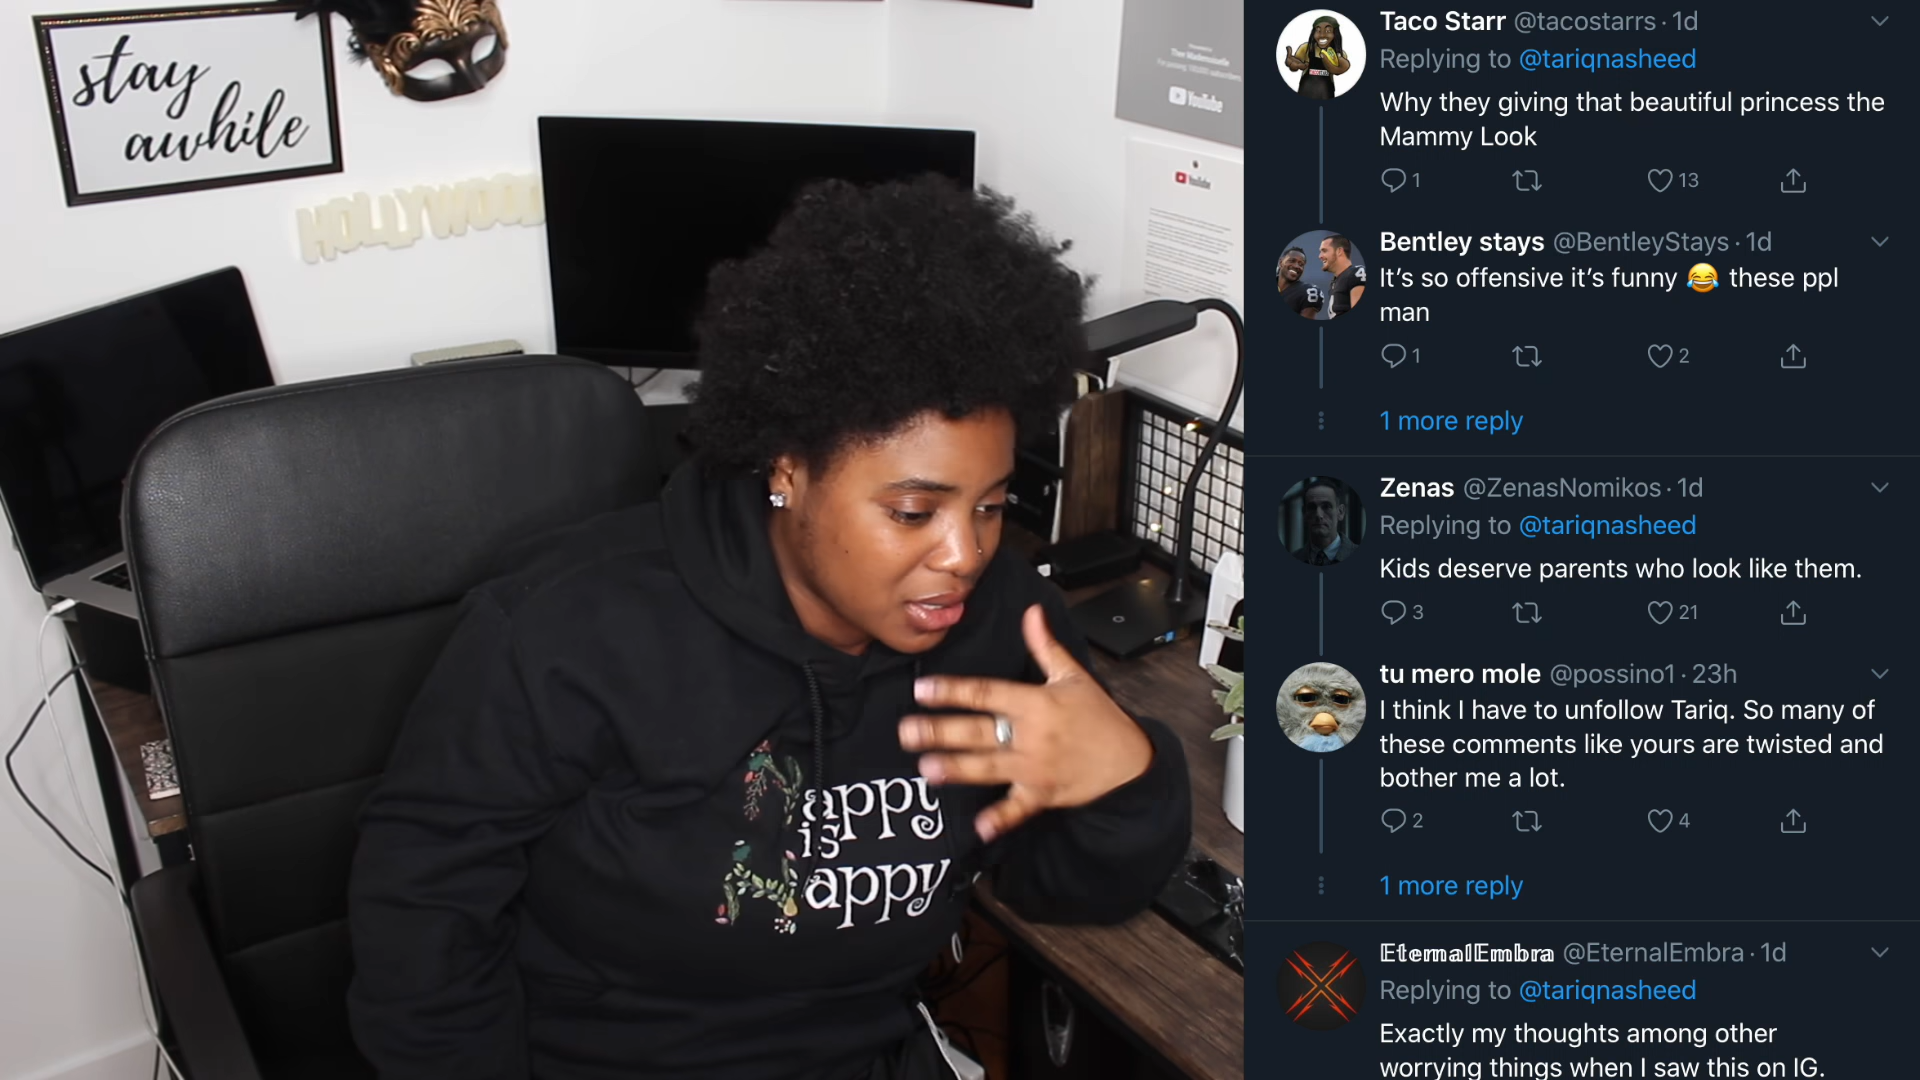 stay
awhile
HOLLYWOOD
YouTube
YouTube
appy
is
appy
Taco Starr @tacostarrs · 1d
Replying to @tariqnasheed
Why they giving that beautiful princess the
Mammy Look
1 13
Bentley stays @BentleyStays · 1d
It’s so offensive it’s funny 😂 these ppl
man
1 2
1 more reply
Zenas @ZenasNomikos · 1d
Replying to @tariqnasheed
Kids deserve parents who look like them.
3 21
tu mero mole @possino1 · 23h
I think I have to unfollow Tariq. So many of
these comments like yours are twisted and
bother me a lot.
2 4
1 more reply
𝔼𝕥𝕖𝕣𝕟𝕒𝕝𝔼𝕞𝕓𝕣𝕒 @EternalEmbra · 1d
Replying to @tariqnasheed
Exactly my thoughts among other
worrying things when I saw this on IG.